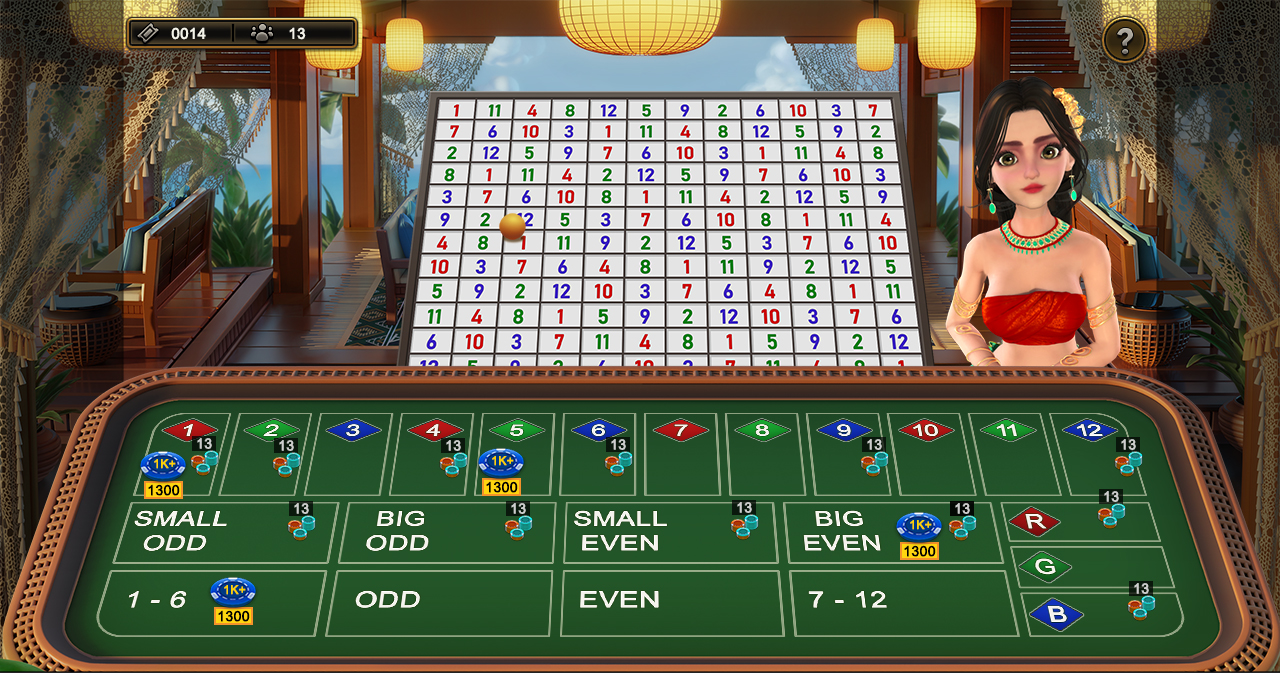 0014 13
?
1 11 4 8 12 5 9 2 6 10 3 7
7 6 10 3 1 11 4 8 12 5 9 2
2 12 5 9 7 6 10 3 1 11 4 8
8 1 11 4 2 12 5 9 7 6 10 3
3 7 6 10 8 1 11 4 2 12 5 9
9 2 12 5 3 7 6 10 8 1 11 4
4 8 1 11 9 2 12 5 3 7 6 10
10 3 7 6 4 8 1 11 9 2 12 5
5 9 2 12 10 3 7 6 4 8 1 11
11 4 8 1 5 9 2 12 10 3 7 6
6 10 3 7 11 4 8 1 5 9 2 12
1 2 3 4 5 6 7 8 9 10 11 12
13 13 13 13 13 13
1K+ 1K+
1300 1300
13 13 13 13 13
SMALL BIG SMALL BIG 1K+ R
ODD ODD EVEN EVEN 1300
G
1K+ 13
1 - 6 ODD EVEN 7 - 12
1300 B